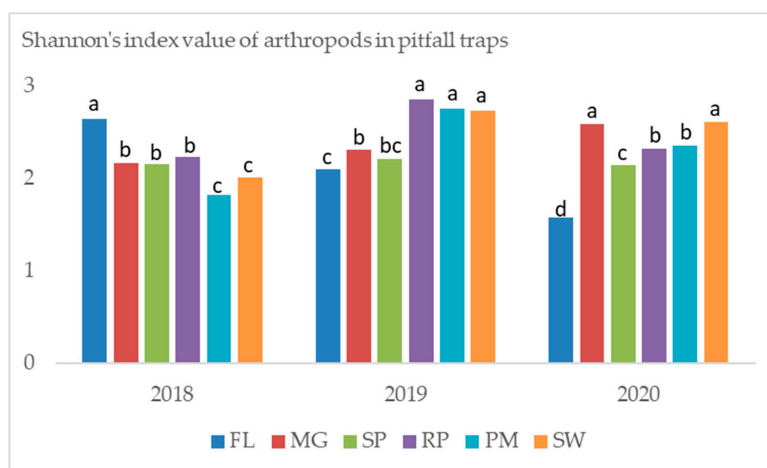 Shannon's index value of arthropods in pitfall traps
3
2
1
0
a b b b c c
c b bc a a a
d a c b b a
2018 2019 2020
FL MG SP RP PM SW